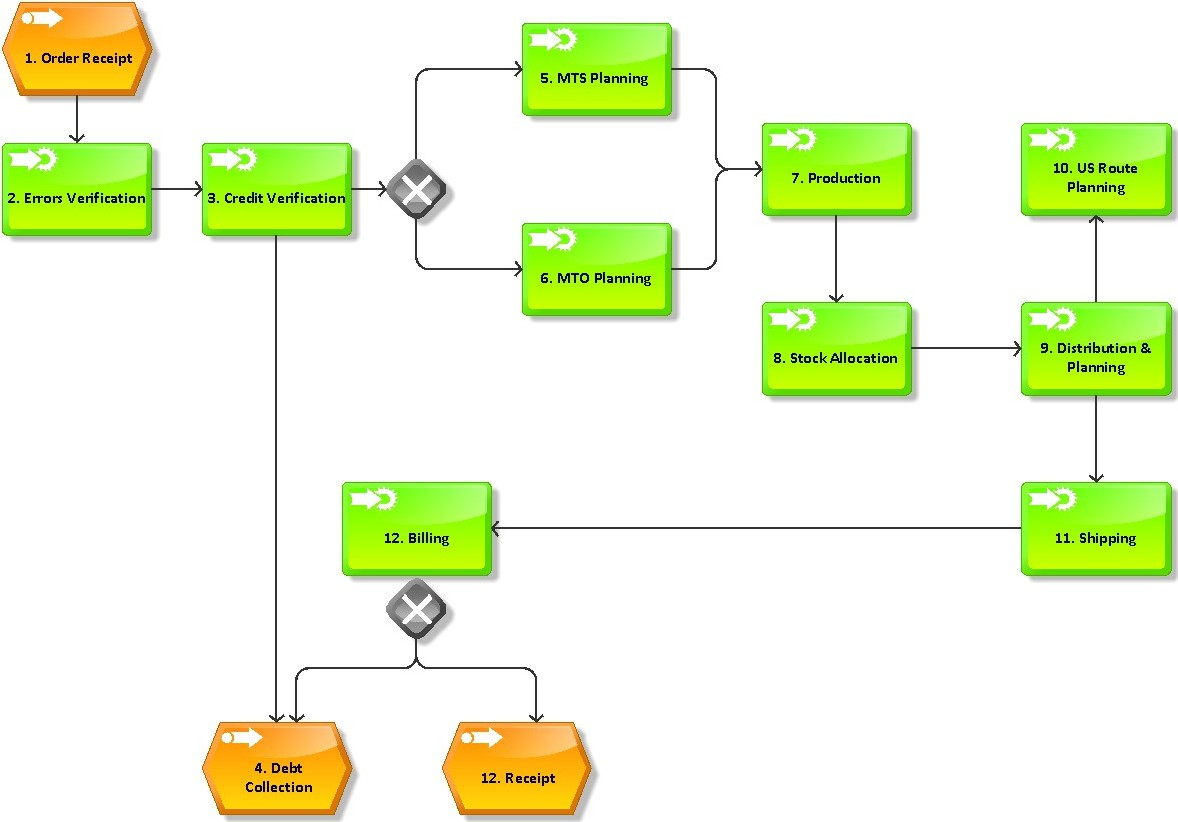 1. Order Receipt
2. Errors Verification
3. Credit Verification
5. MTS Planning
6. MTO Planning
7. Production
8. Stock Allocation
10. US Route
Planning
9. Distribution &
Planning
11. Shipping
12. Billing
4. Debt
Collection
12. Receipt